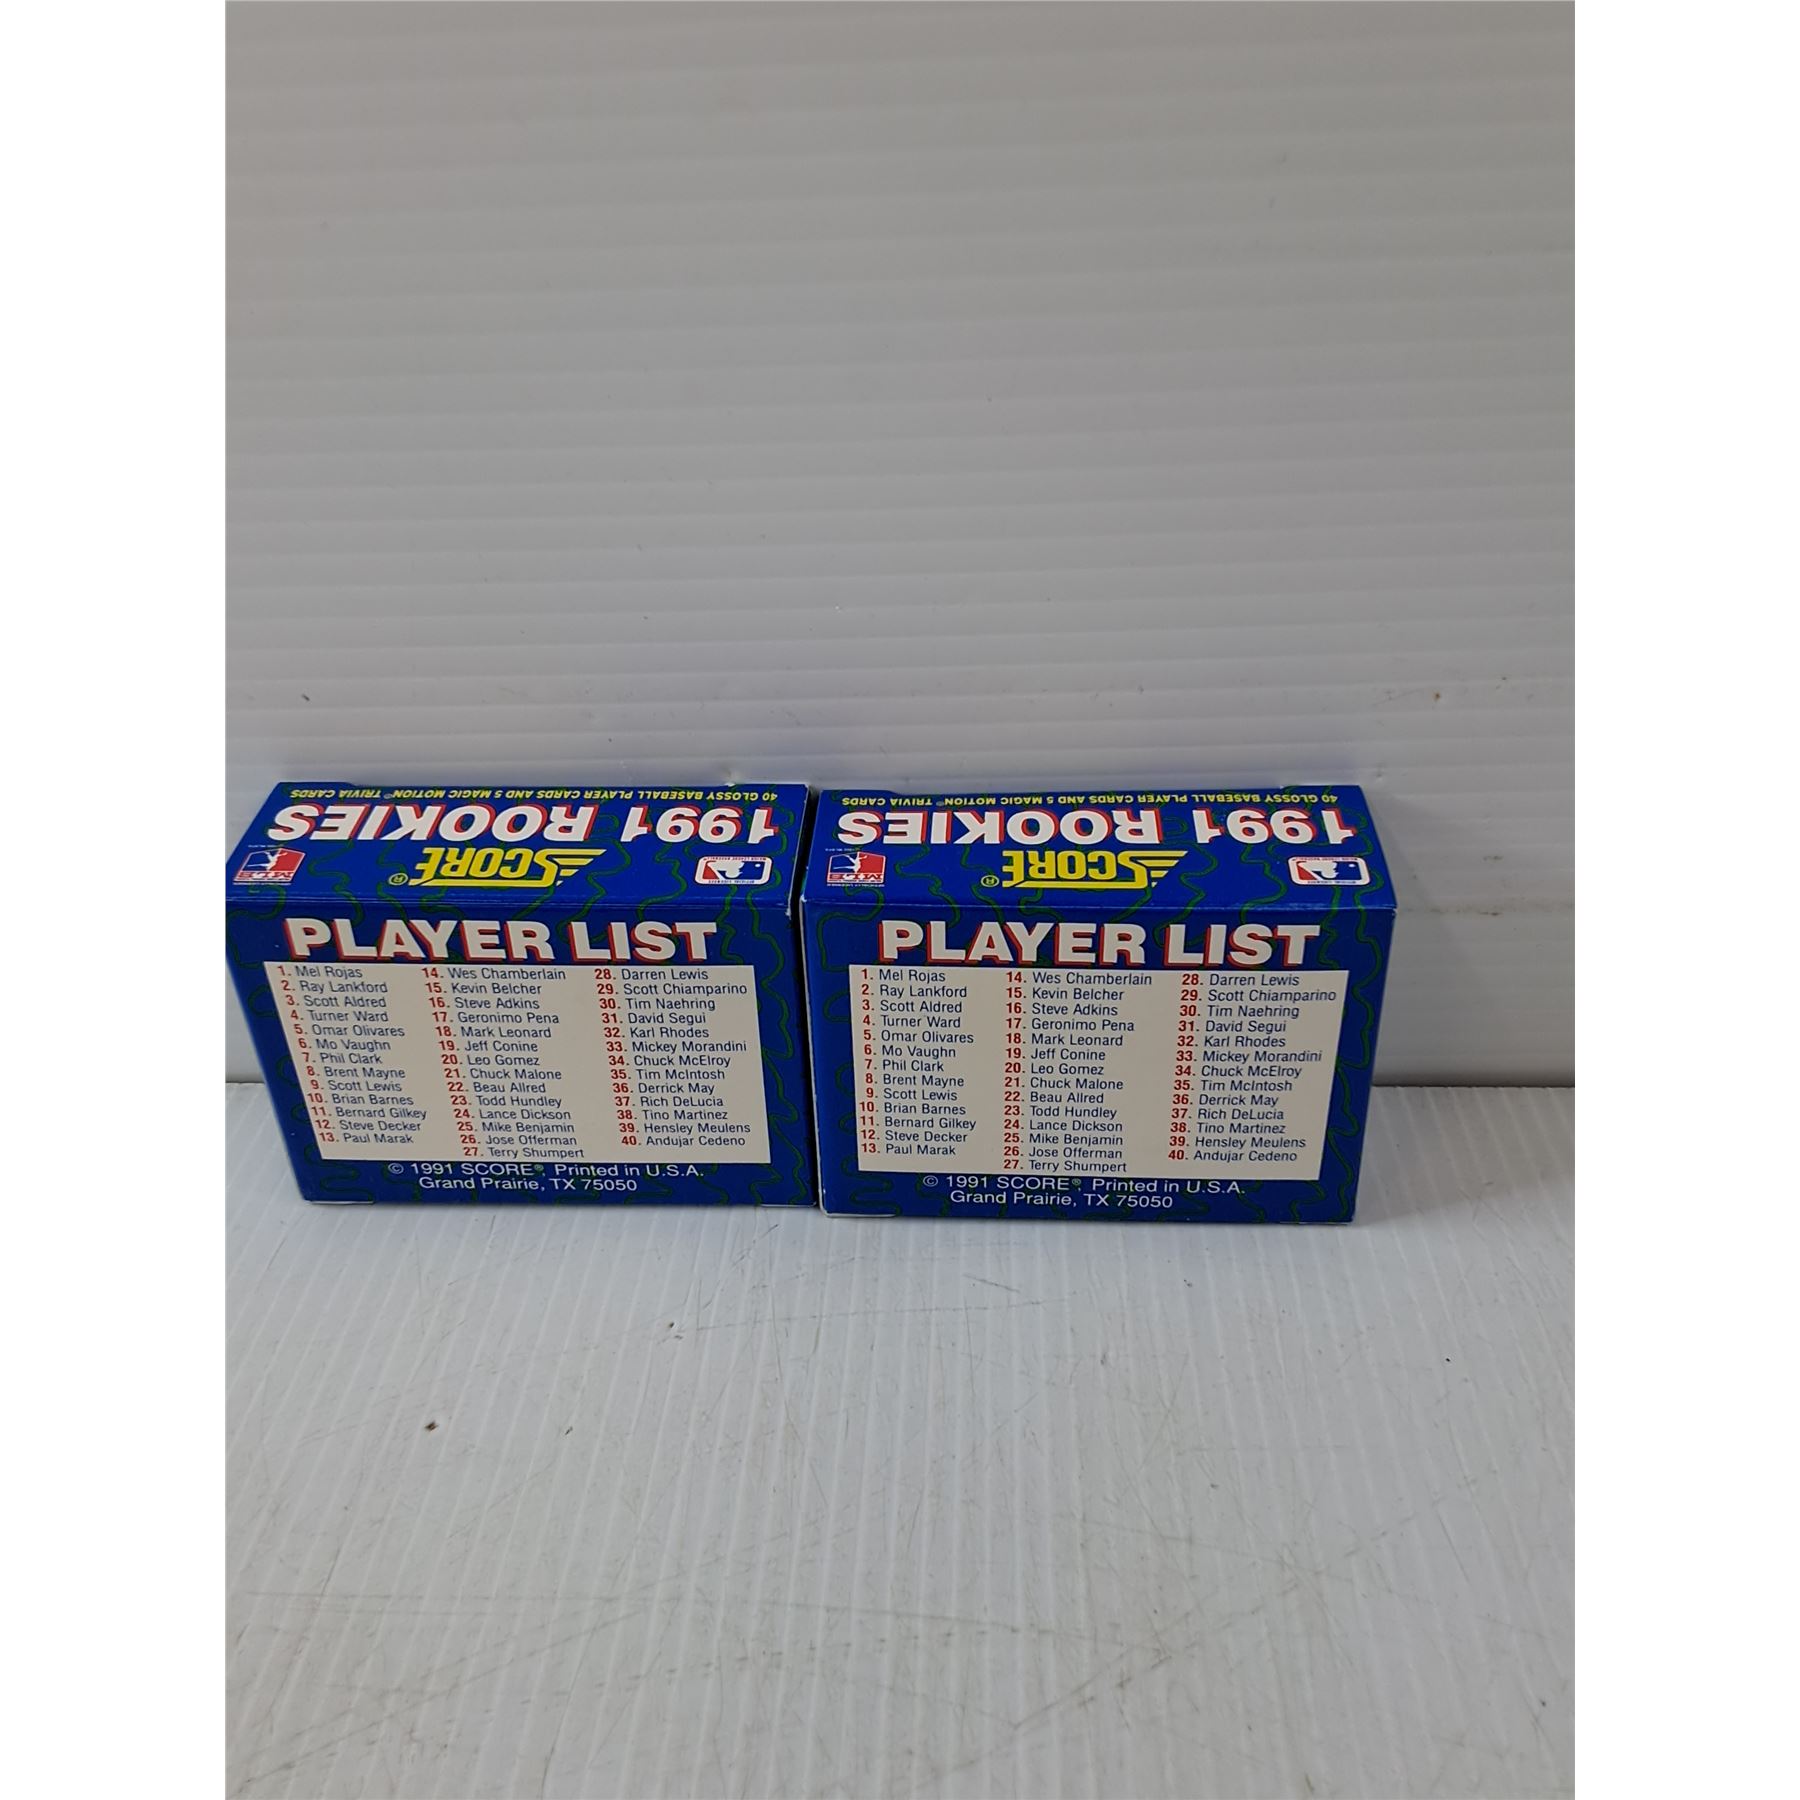 40 GLOSSY BASEBALL PLAYER CARDS AND 5 MAGIC MOTION® TRIVIA CARDS
1991 ROOKIES
SCORE®
PLAYER LIST
1. Mel Rojas
2. Ray Lankford
3. Scott Aldred
4. Turner Ward
5. Omar Olivares
6. Mo Vaughn
7. Phil Clark
8. Brent Mayne
9. Scott Lewis
10. Brian Barnes
11. Bernard Gilkey
12. Steve Decker
13. Paul Marak
14. Wes Chamberlain
15. Kevin Belcher
16. Steve Adkins
17. Geronimo Pena
18. Mark Leonard
19. Jeff Conine
20. Leo Gomez
21. Chuck Malone
22. Beau Allred
23. Todd Hundley
24. Lance Dickson
25. Mike Benjamin
26. Jose Offerman
27. Terry Shumpert
28. Darren Lewis
29. Scott Chiamparino
30. Tim Naehring
31. David Segui
32. Karl Rhodes
33. Mickey Morandini
34. Chuck McElroy
35. Tim McIntosh
36. Derrick May
37. Rich DeLucia
38. Tino Martinez
39. Hensley Meulens
40. Andujar Cedeno
© 1991 SCORE®, Printed in U.S.A.
Grand Prairie, TX 75050
40 GLOSSY BASEBALL PLAYER CARDS AND 5 MAGIC MOTION® TRIVIA CARDS
1991 ROOKIES
SCORE®
PLAYER LIST
1. Mel Rojas
2. Ray Lankford
3. Scott Aldred
4. Turner Ward
5. Omar Olivares
6. Mo Vaughn
7. Phil Clark
8. Brent Mayne
9. Scott Lewis
10. Brian Barnes
11. Bernard Gilkey
12. Steve Decker
13. Paul Marak
14. Wes Chamberlain
15. Kevin Belcher
16. Steve Adkins
17. Geronimo Pena
18. Mark Leonard
19. Jeff Conine
20. Leo Gomez
21. Chuck Malone
22. Beau Allred
23. Todd Hundley
24. Lance Dickson
25. Mike Benjamin
26. Jose Offerman
27. Terry Shumpert
28. Darren Lewis
29. Scott Chiamparino
30. Tim Naehring
31. David Segui
32. Karl Rhodes
33. Mickey Morandini
34. Chuck McElroy
35. Tim McIntosh
36. Derrick May
37. Rich DeLucia
38. Tino Martinez
39. Hensley Meulens
40. Andujar Cedeno
© 1991 SCORE®, Printed in U.S.A.
Grand Prairie, TX 75050